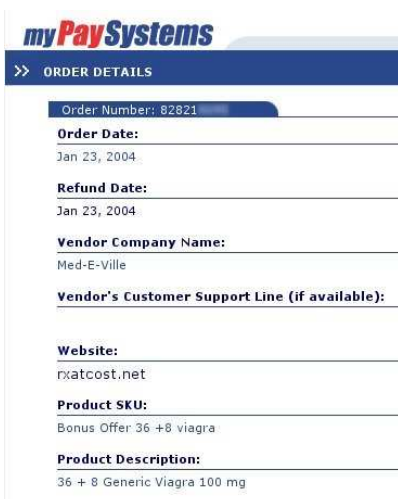 myPaySystems
>> ORDER DETAILS
Order Number: 82821
Order Date:
Jan 23, 2004
Refund Date:
Jan 23, 2004
Vendor Company Name:
Med-E-Ville
Vendor's Customer Support Line (if available):
Website:
rxatcost.net
Product SKU:
Bonus Offer 36 +8 viagra
Product Description:
36 + 8 Generic Viagra 100 mg